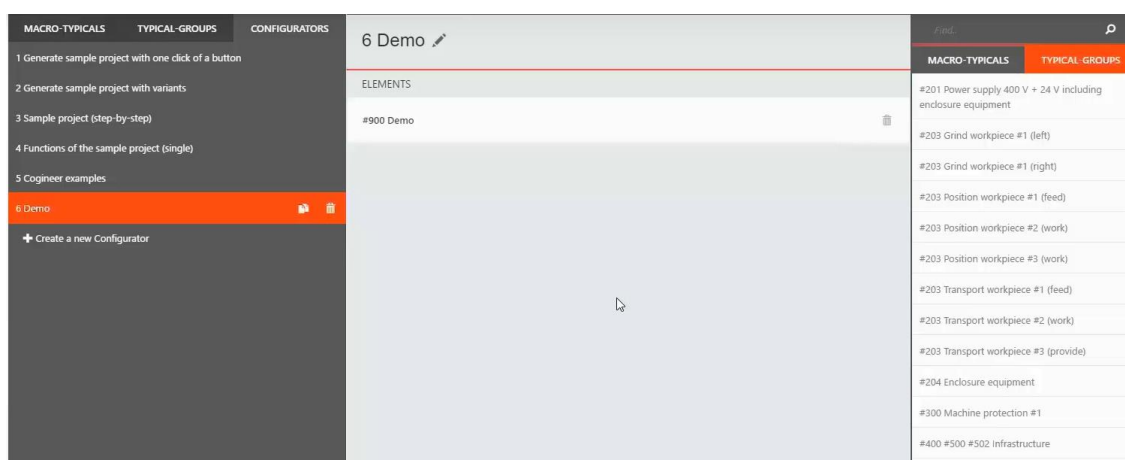 MACRO-TYPICALS TYPICAL-GROUPS CONFIGURATORS
1 Generate sample project with one click of a button
2 Generate sample project with variants
3 Sample project (step-by-step)
4 Functions of the sample project (single)
5 Cogineer examples
6 Demo
Create a new Configurator
6 Demo
ELEMENTS
#900 Demo
Find..
MACRO-TYPICALS TYPICAL-GROUPS
#201 Power supply 400 V + 24 V including
enclosure equipment
#203 Grind workpiece #1 (left)
#203 Grind workpiece #1 (right)
#203 Position workpiece #1 (feed)
#203 Position workpiece #2 (work)
#203 Position workpiece #3 (work)
#203 Transport workpiece #1 (feed)
#203 Transport workpiece #2 (work)
#203 Transport workpiece #3 (provide)
#204 Enclosure equipment
#300 Machine protection #1
#400 #500 #502 Infrastructure